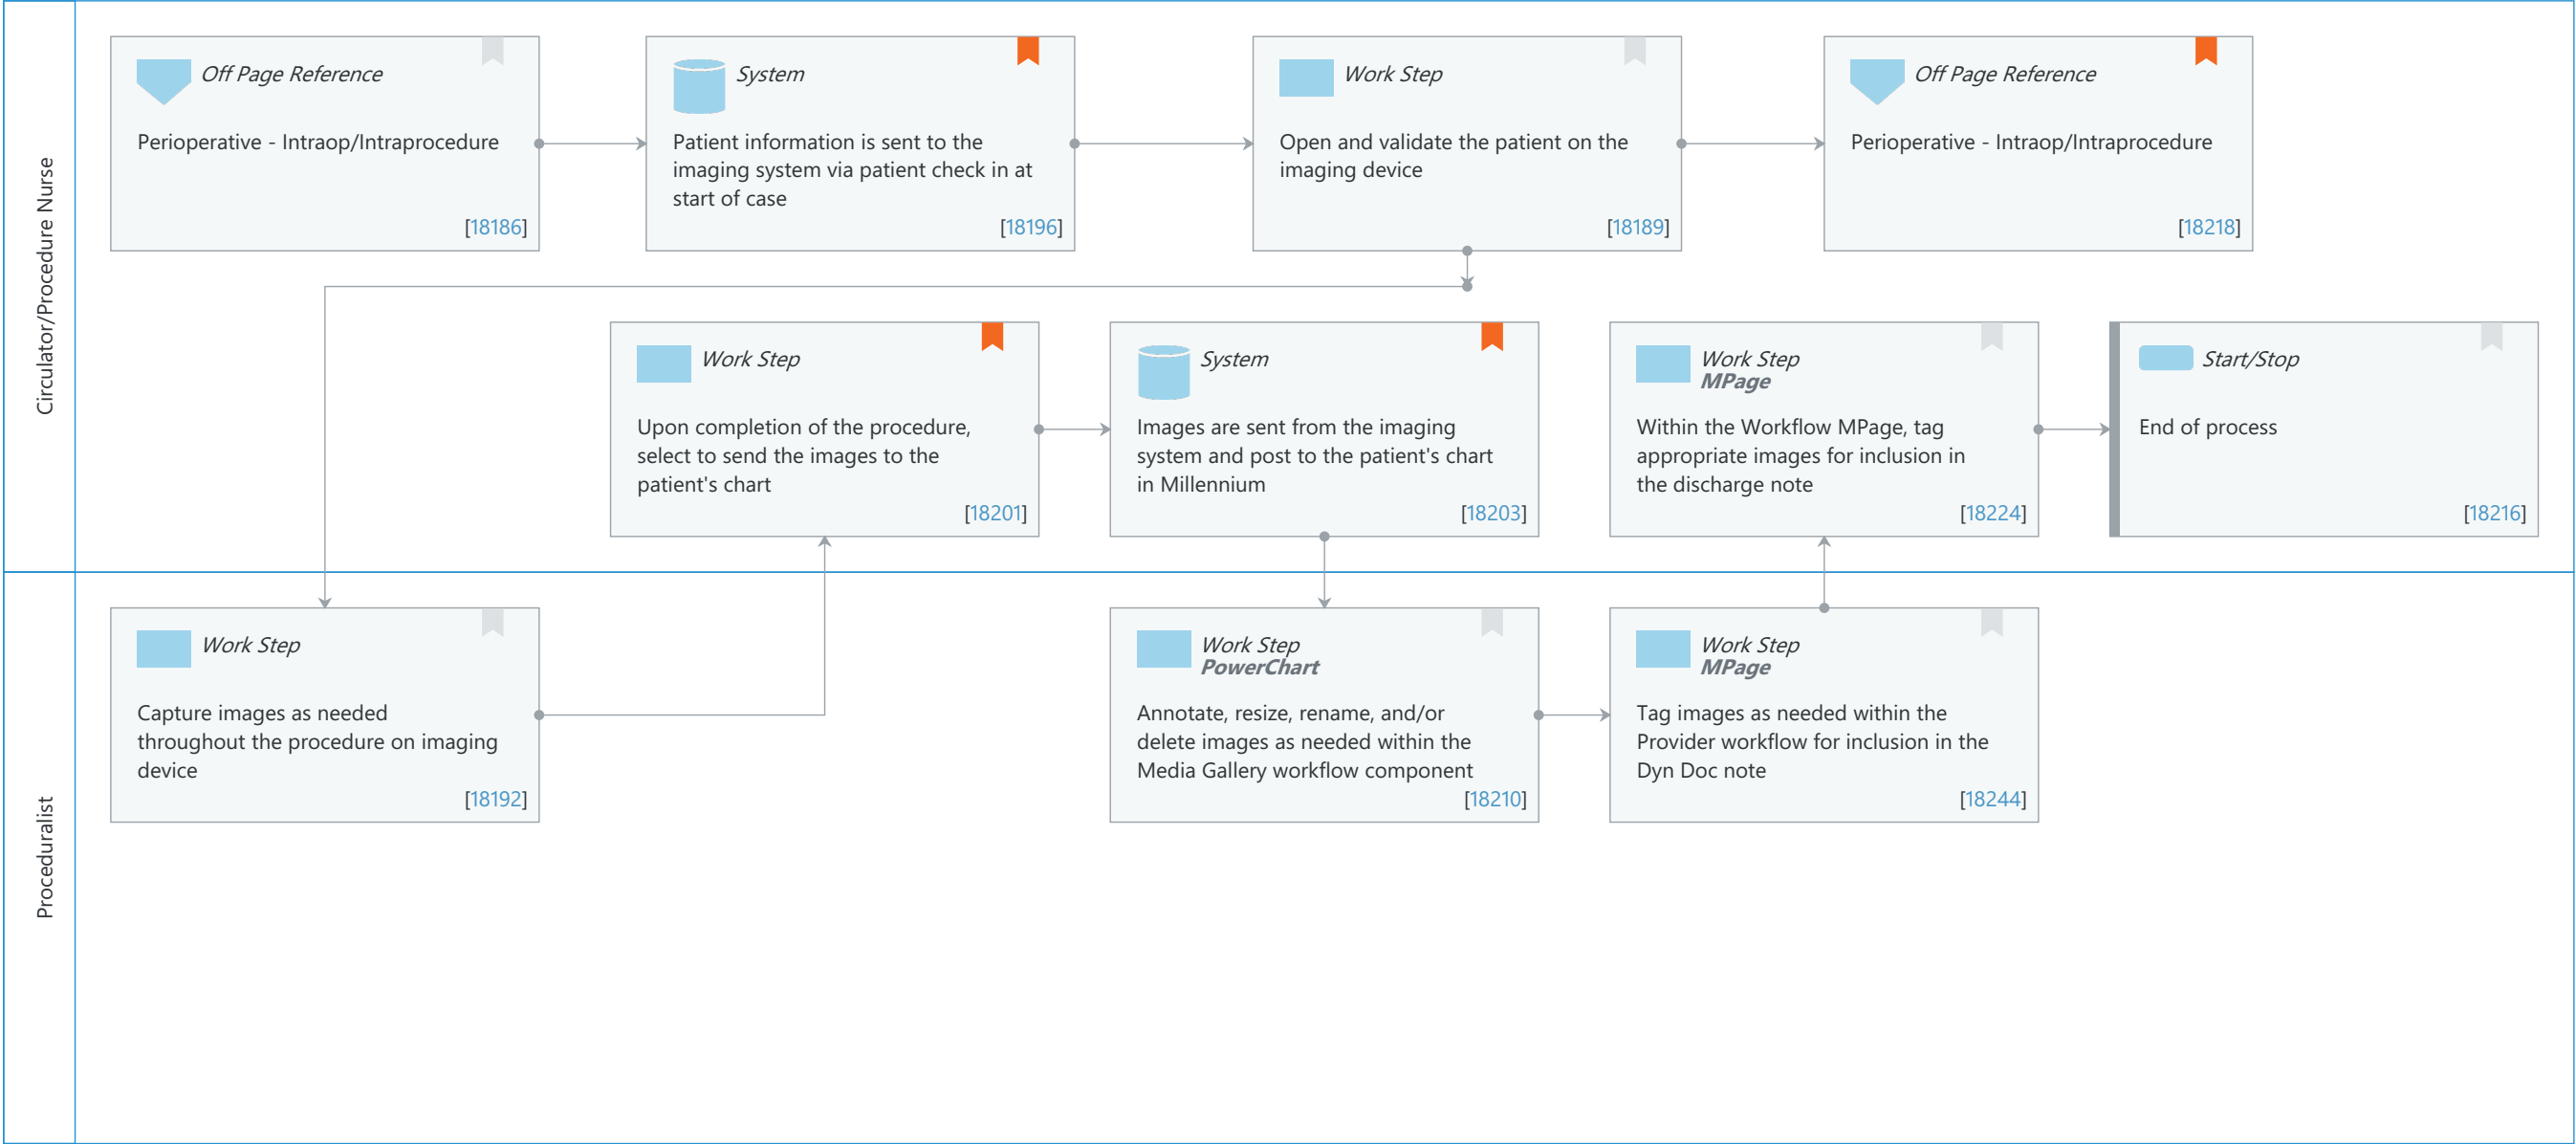 Circulator/Procedure Nurse
Off Page Reference
Perioperative - Intraop/Intraprocedure
[18186]
System
Patient information is sent to the
imaging system via patient check in at
start of case
[18196]
Work Step
Open and validate the patient on the
imaging device
[18189]
Off Page Reference
Perioperative - Intraop/Intraprocedure
[18218]
Work Step
Upon completion of the procedure,
select to send the images to the
patient's chart
[18201]
System
Images are sent from the imaging
system and post to the patient's chart
in Millennium
[18203]
Work Step
MPage
Within the Workflow MPage, tag
appropriate images for inclusion in
the discharge note
[18224]
Start/Stop
End of process
[18216]
Proceduralist
Work Step
Capture images as needed
throughout the procedure on imaging
device
[18192]
Work Step
PowerChart
Annotate, resize, rename, and/or
delete images as needed within the
Media Gallery workflow component
[18210]
Work Step
MPage
Tag images as needed within the
Provider workflow for inclusion in the
Dyn Doc note
[18244]